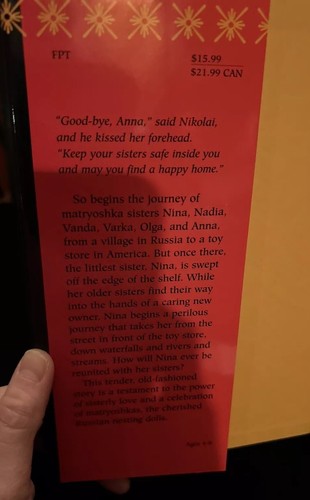 FPT
$15.99
$21.99 CAN
"Good-bye, Anna," said Nikolai,
and he kissed her forehead.
"Keep your sisters safe inside you
and may you find a happy home."
So begins the journey of
matryoshka sisters Nina, Nadia,
Vanda, Varka, Olga, and Anna,
from a village in Russia to a toy
store in America. But once there,
the littlest sister, Nina, is swept
off the edge of the shelf. While
her older sisters find their way
into the hands of a caring new
owner, Nina begins a perilous
journey that takes her from the
street in front of the toy store,
down waterfalls and rivers and
streams. How will Nina ever be
reunited with her sisters?
This tender, old-fashioned
story is a testament to the power
of sisterly love and a celebration
of matryoshkas, the cherished
Russian nesting dolls.
Ages